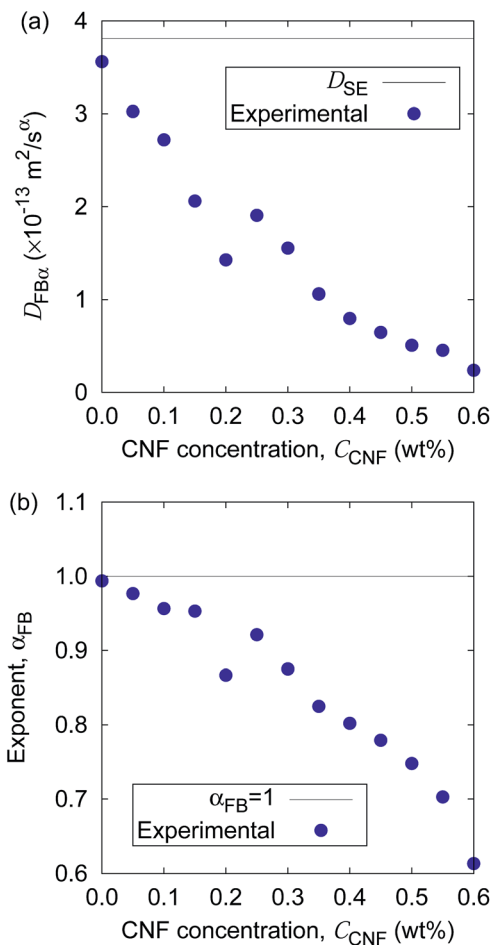 (a)
4
3
2
1
0
D_FBα (×10⁻¹³ m²/s^α)
D_SE
Experimental
0.0 0.1 0.2 0.3 0.4 0.5 0.6
CNF concentration, C_CNF (wt%)
(b)
1.1
1.0
0.9
0.8
0.7
0.6
Exponent, α_FB
α_FB=1
Experimental
0.0 0.1 0.2 0.3 0.4 0.5 0.6
CNF concentration, C_CNF (wt%)